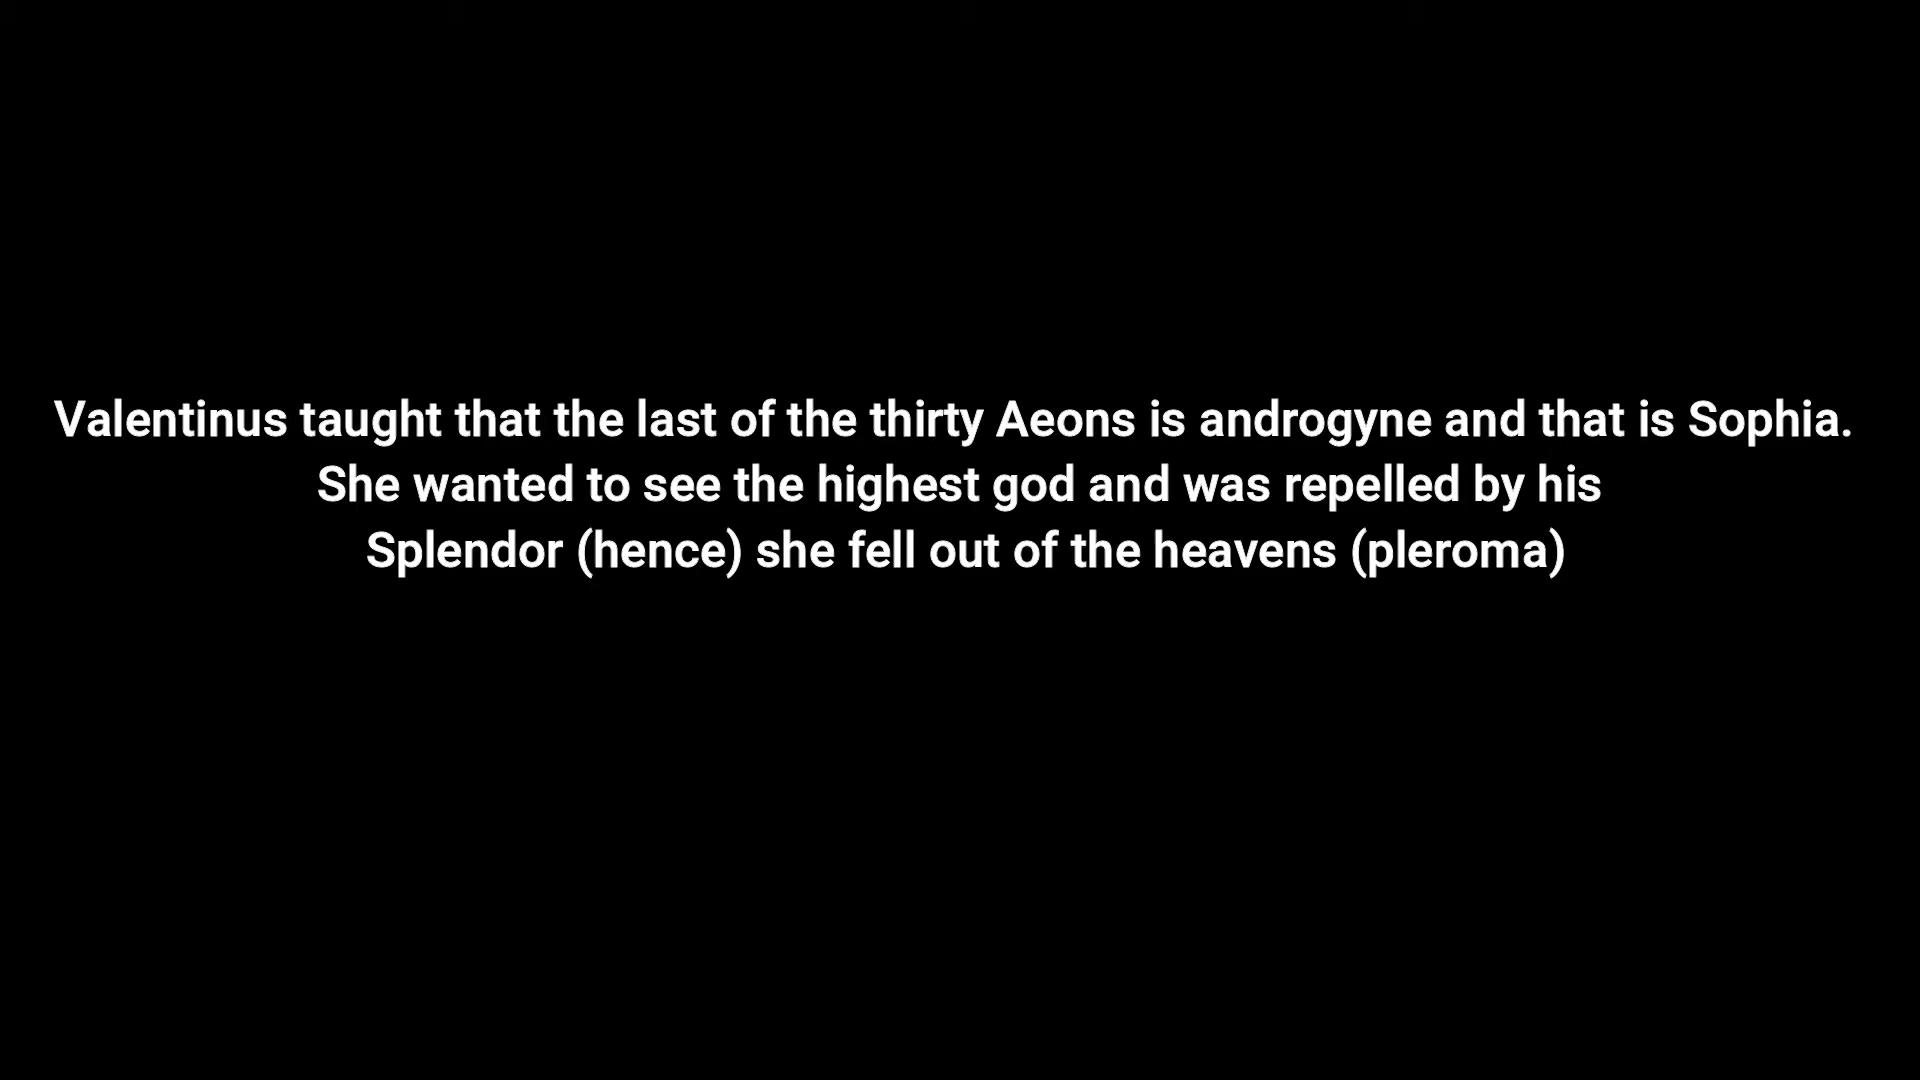 Valentinus taught that the last of the thirty Aeons is androgyne and that is Sophia.
She wanted to see the highest god and was repelled by his
Splendor (hence) she fell out of the heavens (pleroma)